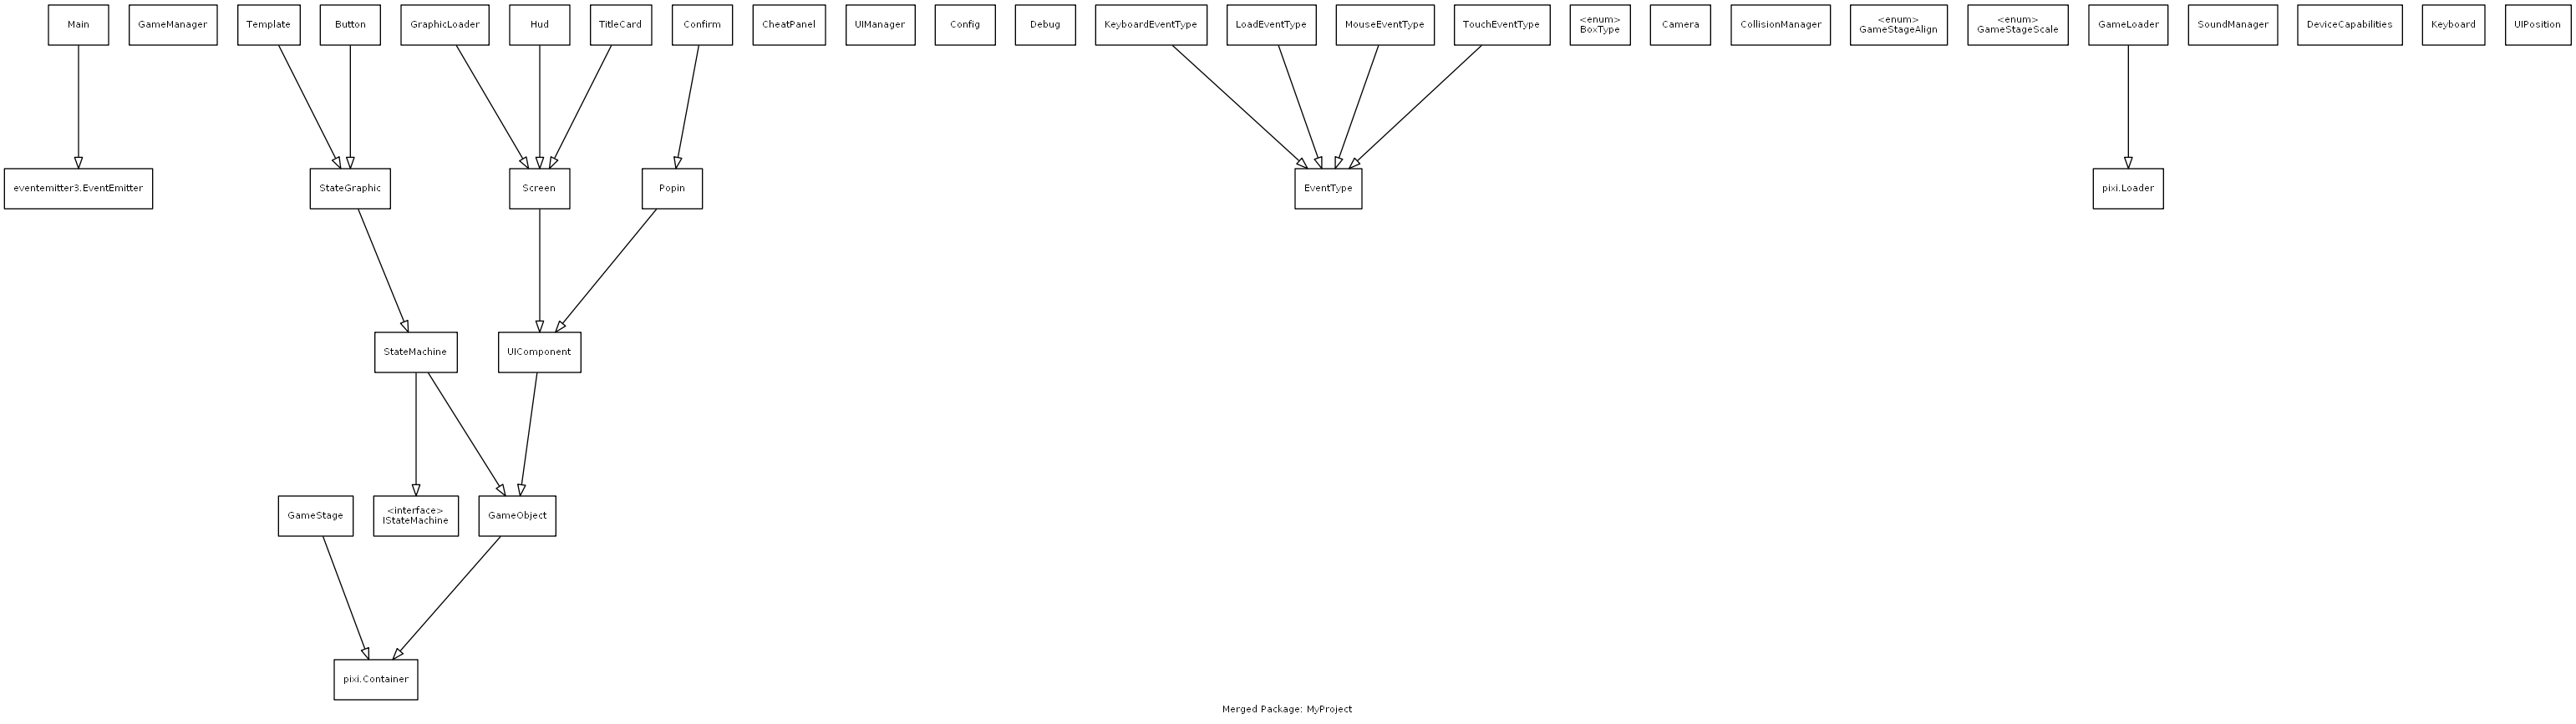 Main
GameManager
Template
Button
GraphicLoader
Hud
TitleCard
Confirm
CheatPanel
UIManager
Config
Debug
KeyboardEventType
LoadEventType
MouseEventType
TouchEventType
<enum>
BoxType
Camera
CollisionManager
<enum>
GameStageAlign
<enum>
GameStageScale
GameLoader
SoundManager
DeviceCapabilities
Keyboard
UIPosition
eventemitter3.EventEmitter
StateGraphic
Screen
Popin
EventType
pixi.Loader
StateMachine
UIComponent
GameStage
<interface>
IStateMachine
GameObject
pixi.Container
Merged Package: MyProject